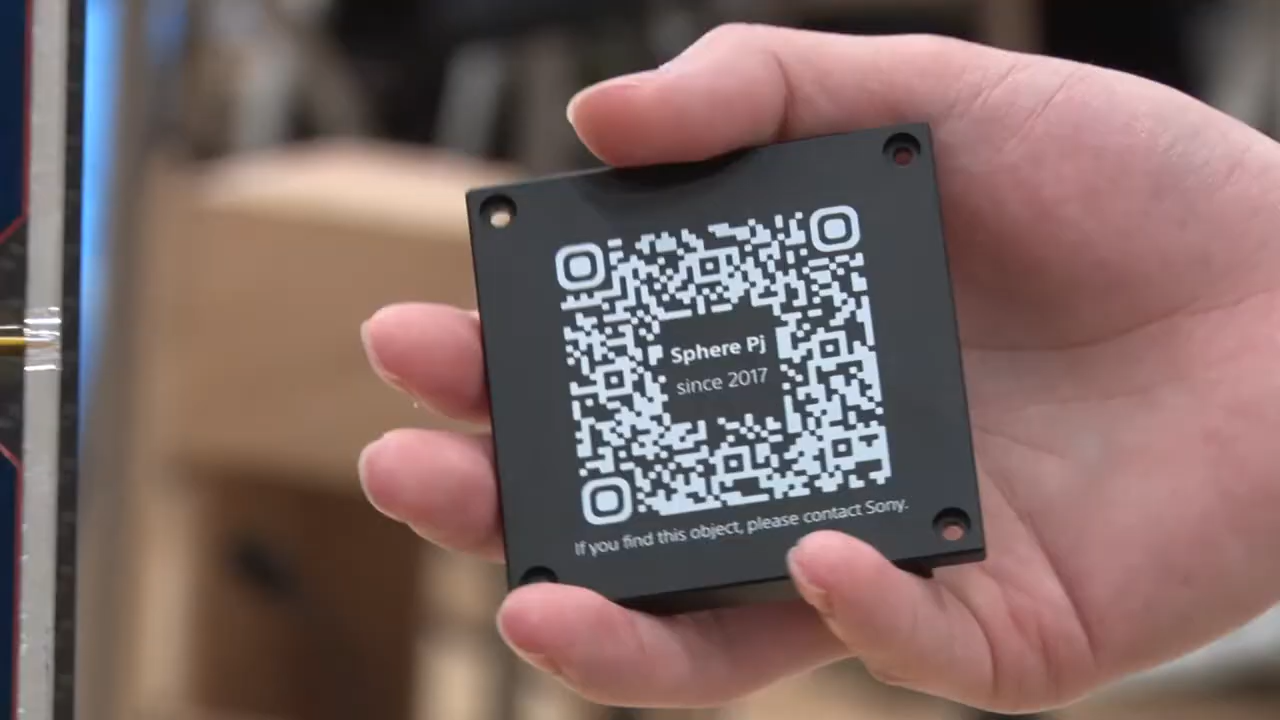 Sphere Pj
since 2017
If you find this object, please contact Sony.